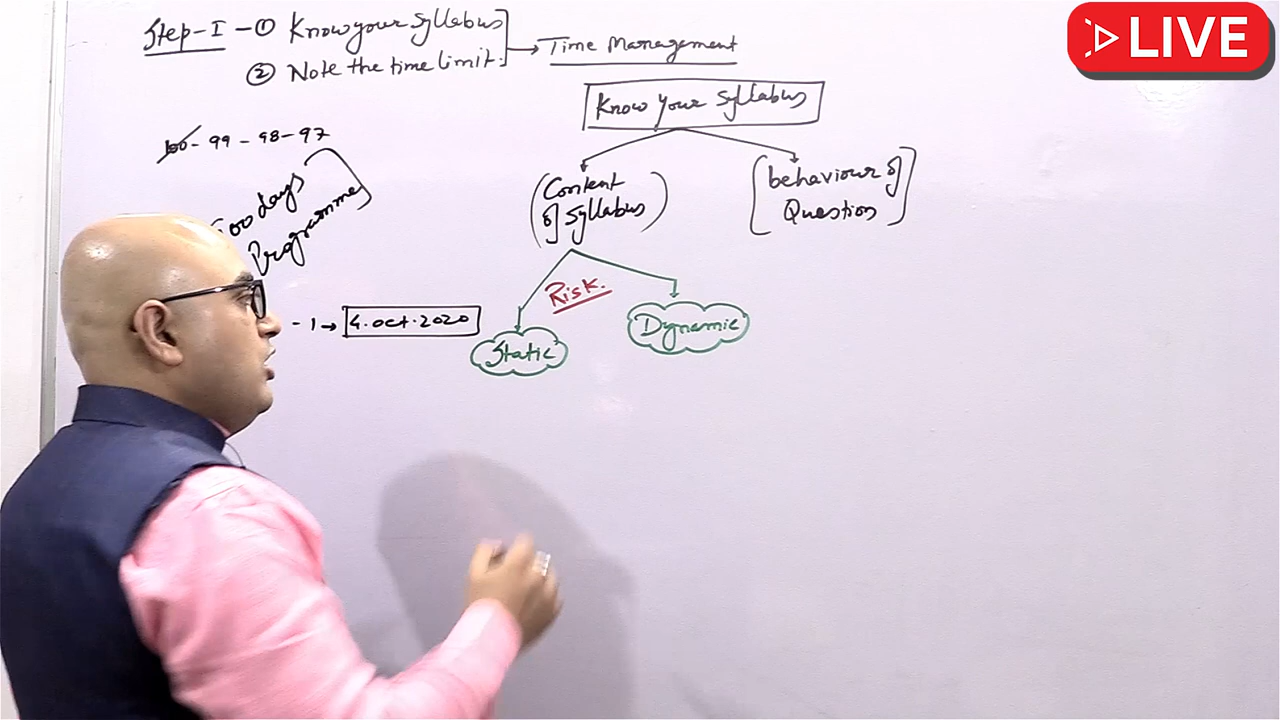 Step-I - ① Know your syllabus
② Note the time limit.
→ Time Management
LIVE
Know your syllabus
100 - 99 - 98 - 97
100 days
Programme
Content
of Syllabus
behaviour of
Question
Risk.
- 1 → 4.oct.2020
Static
Dynamic